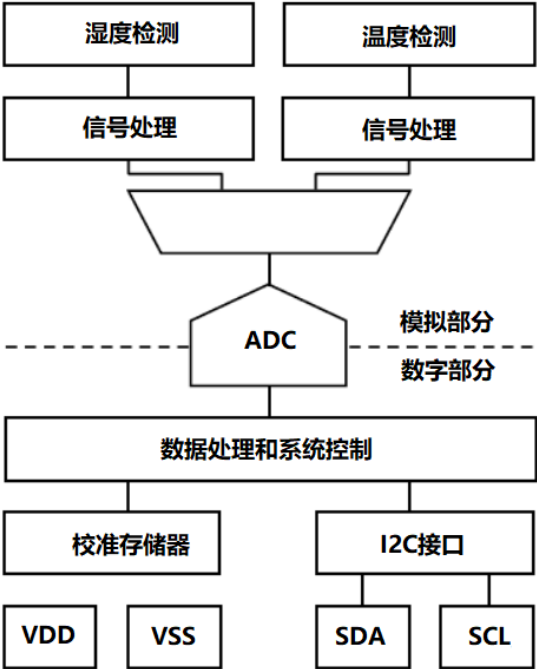 湿度检测
温度检测
信号处理
信号处理
ADC
模拟部分
数字部分
数据处理和系统控制
校准存储器
I2C接口
VDD
VSS
SDA
SCL